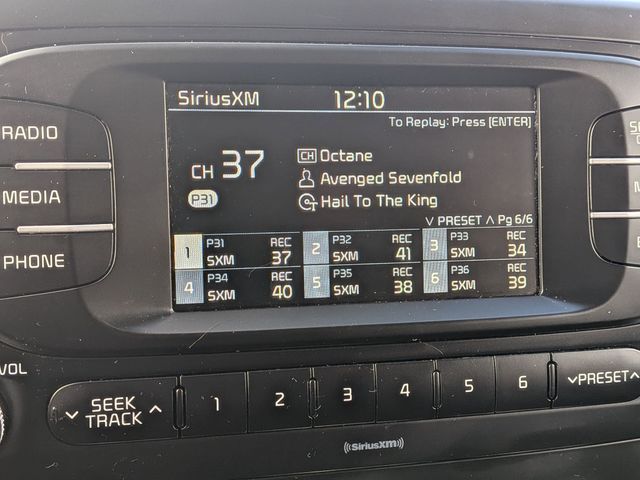 SiriusXM 12:10
To Replay: Press [ENTER]
RADIO
MEDIA
PHONE
CH 37
P31
CH Octane
Avenged Sevenfold
Hail To The King
∨ PRESET ∧ Pg 6/6
1 P31 SXM REC 37
2 P32 SXM REC 41
3 P33 SXM REC 34
4 P34 SXM REC 40
5 P35 SXM REC 38
6 P36 SXM REC 39
VOL
∨ SEEK TRACK ∧
1 2 3 4 5 6
∨PRESET∧
((SiriusXM))